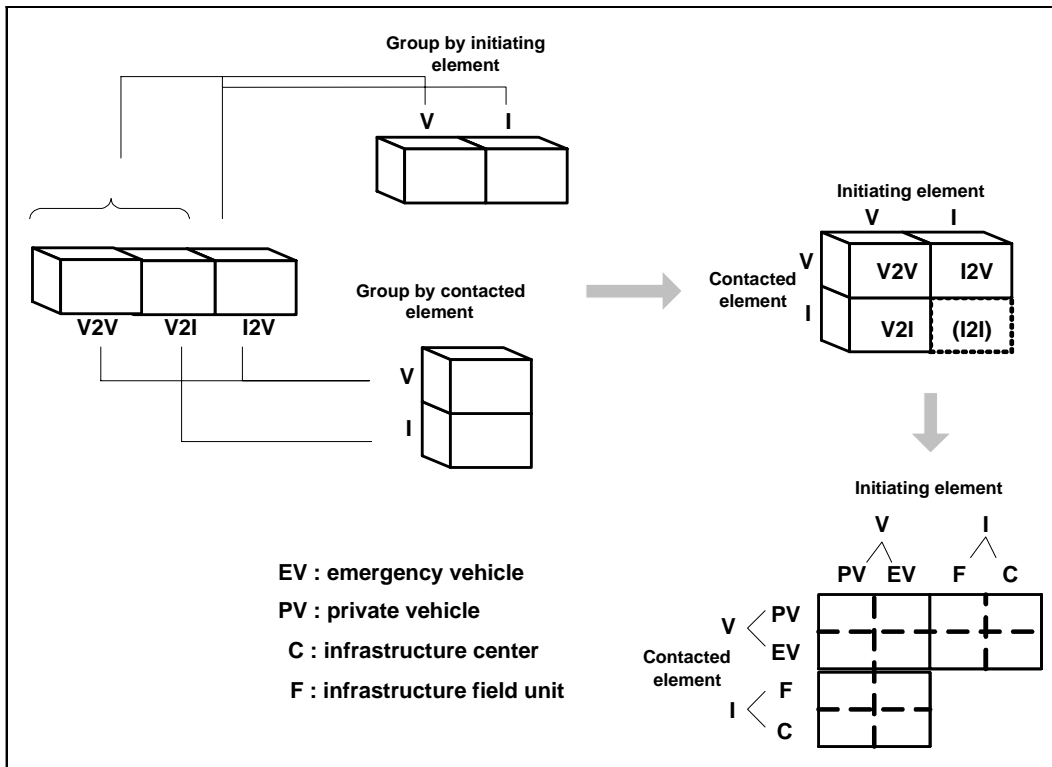 Group by initiating
element
V I
V2V V2I I2V
Group by contacted
element
V
I
Initiating element
V I
Contacted
element
V
I
V2V I2V
V2I (I2I)
Initiating element
V I
PV EV F C
Contacted
element
V
PV
EV
I
F
C
EV : emergency vehicle
PV : private vehicle
C : infrastructure center
F : infrastructure field unit